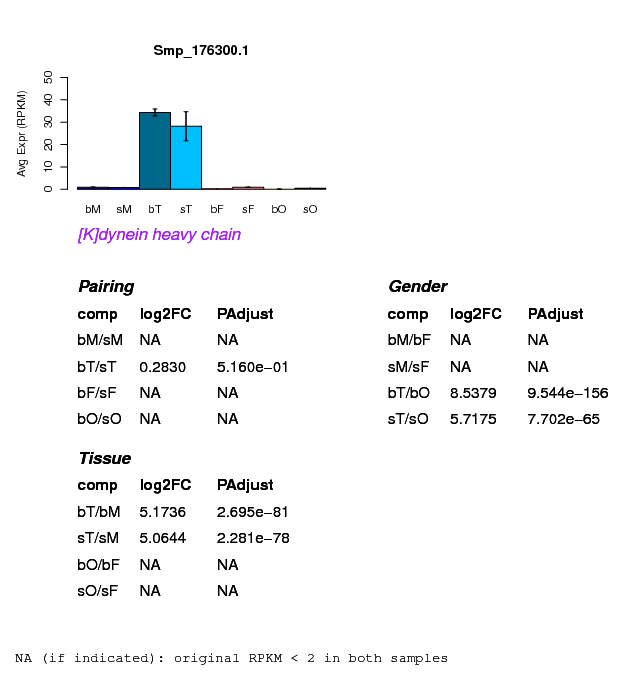 Smp_176300.1
Avg Expr (RPKM)
50
40
30
20
10
0
bM sM bT sT bF sF bO sO
[K]dynein heavy chain
Pairing
comp log2FC PAdjust
bM/sM NA NA
bT/sT 0.2830 5.160e−01
bF/sF NA NA
bO/sO NA NA
Gender
comp log2FC PAdjust
bM/bF NA NA
sM/sF NA NA
bT/bO 8.5379 9.544e−156
sT/sO 5.7175 7.702e−65
Tissue
comp log2FC PAdjust
bT/bM 5.1736 2.695e−81
sT/sM 5.0644 2.281e−78
bO/bF NA NA
sO/sF NA NA
NA (if indicated): original RPKM < 2 in both samples